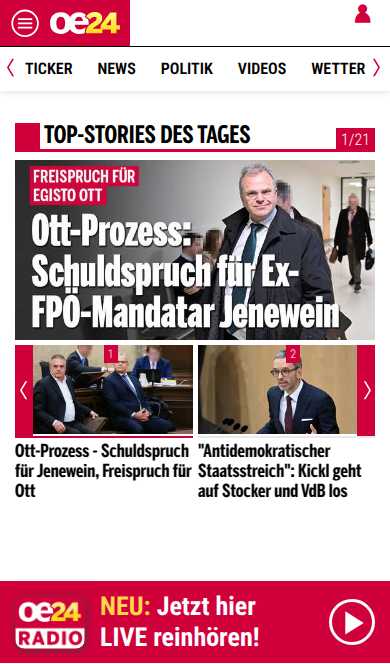 oe24
TICKER NEWS POLITIK VIDEOS WETTER
TOP-STORIES DES TAGES
1/21
FREISPRUCH FÜR
EGISTO OTT
Ott-Prozess:
Schuldspruch für Ex-
FPÖ-Mandatar Jenewein
1
2
Ott-Prozess - Schuldspruch
für Jenewein, Freispruch für
Ott
"Antidemokratischer
Staatsstreich": Kickl geht
auf Stocker und VdB los
oe24
RADIO
NEU: Jetzt hier
LIVE reinhören!